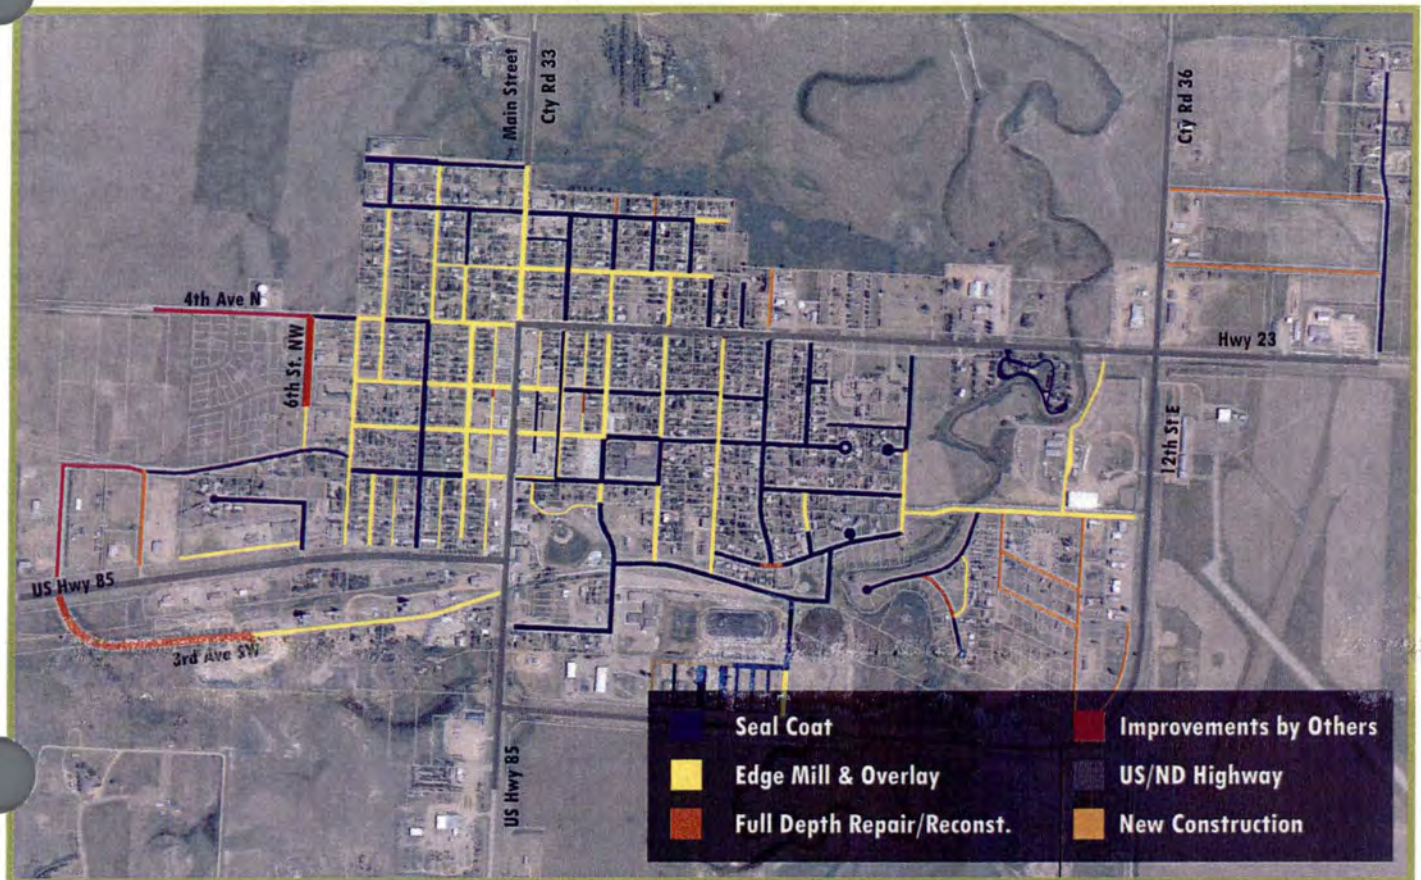 Main Street
Cty Rd 33
Cty Rd 36
4th Ave N
6th St. NW
Hwy 23
12th St E
US Hwy 85
3rd Ave SW
US Hwy 85
Seal Coat
Edge Mill & Overlay
Full Depth Repair/Reconst.
Improvements by Others
US/ND Highway
New Construction